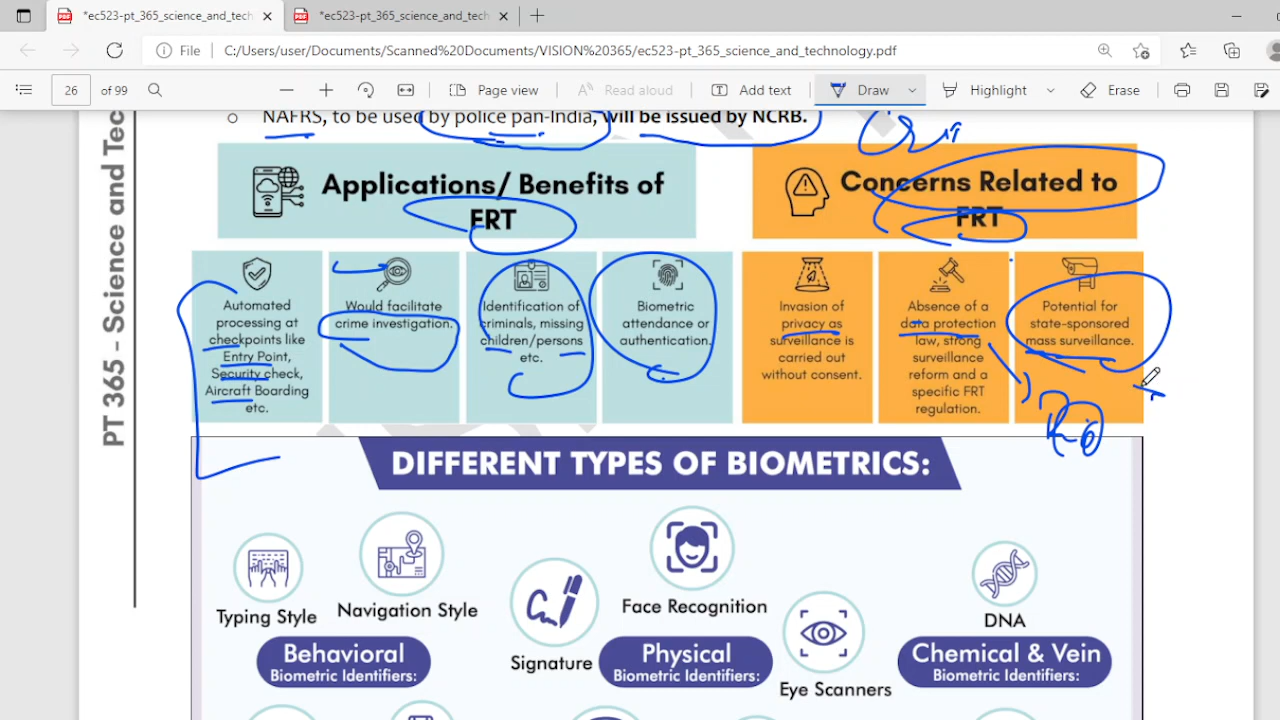 *ec523-pt_365_science_and_tech
*ec523-pt_365_science_and_tech
File
C:/Users/user/Documents/Scanned%20Documents/VISION%20365/ec523-pt_365_science_and_technology.pdf
26
of 99
Page view
Read aloud
Add text
Draw
Highlight
Erase
PT 365 - Science and Tec
NAFRS, to be used by police pan-India, will be issued by NCRB.
Applications/ Benefits of
FRT
Concerns Related to
FRT
Automated
processing at
checkpoints like
Entry Point,
Security check,
Aircraft Boarding
etc.
Would facilitate
crime investigation.
Identification of
criminals, missing
children/persons
etc.
Biometric
attendance or
authentication.
Invasion of
privacy as
surveillance is
carried out
without consent.
Absence of a
data protection
law, strong
surveillance
reform and a
specific FRT
regulation.
Potential for
state-sponsored
mass surveillance.
DIFFERENT TYPES OF BIOMETRICS:
Typing Style
Navigation Style
Behavioral
Biometric Identifiers:
Signature
Face Recognition
Physical
Biometric Identifiers:
Eye Scanners
DNA
Chemical & Vein
Biometric Identifiers: